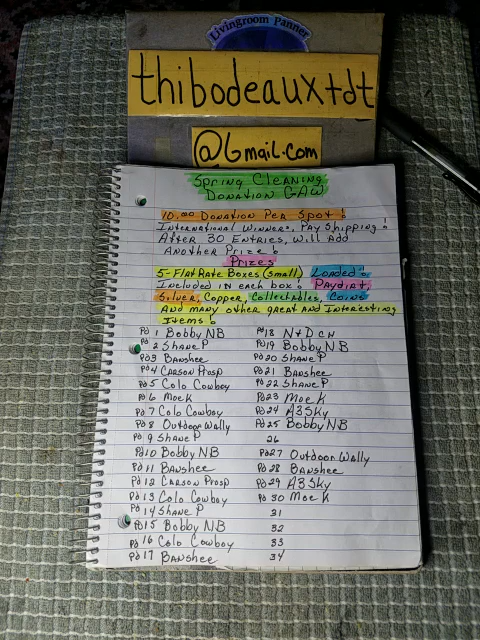 Livingroom Panner
thibodeaux+dt
@Gmail.com
Spring Cleaning
Donation GAW
10.00 Donation Per Spot!
International Winners, Pay Shipping!
After 30 Entries, Will Add
Another Prize!
Prizes
5-Flat Rate Boxes (small) Loaded!
Included in each box! Paydirt,
Silver, Copper, Collectables, Coins
And many other great and interesting
Items!
PD 1 Bobby NB
PD 2 Shane P
PD 3 Banshee
PD 4 Carson Prosp
PD 5 Colo Cowboy
PD 6 Moe K
PD 7 Colo Cowboy
PD 8 Outdoor Wally
PD 9 Shane P
PD 10 Bobby NB
PD 11 Banshee
PD 12 Carson Prosp
PD 13 Colo Cowboy
PD 14 Shane P
PD 15 Bobby NB
PD 16 Colo Cowboy
PD 17 Banshee
PD 18 N+D CH
PD 19 Bobby NB
PD 20 Shane P
PD 21 Banshee
PD 22 Shane P
PD 23 Moe K
PD 24 A3Sky
PD 25 Bobby NB
26
PD 27 Outdoor Wally
PD 28 Banshee
PD 29 A3Sky
PD 30 Moe K
31
32
33
34